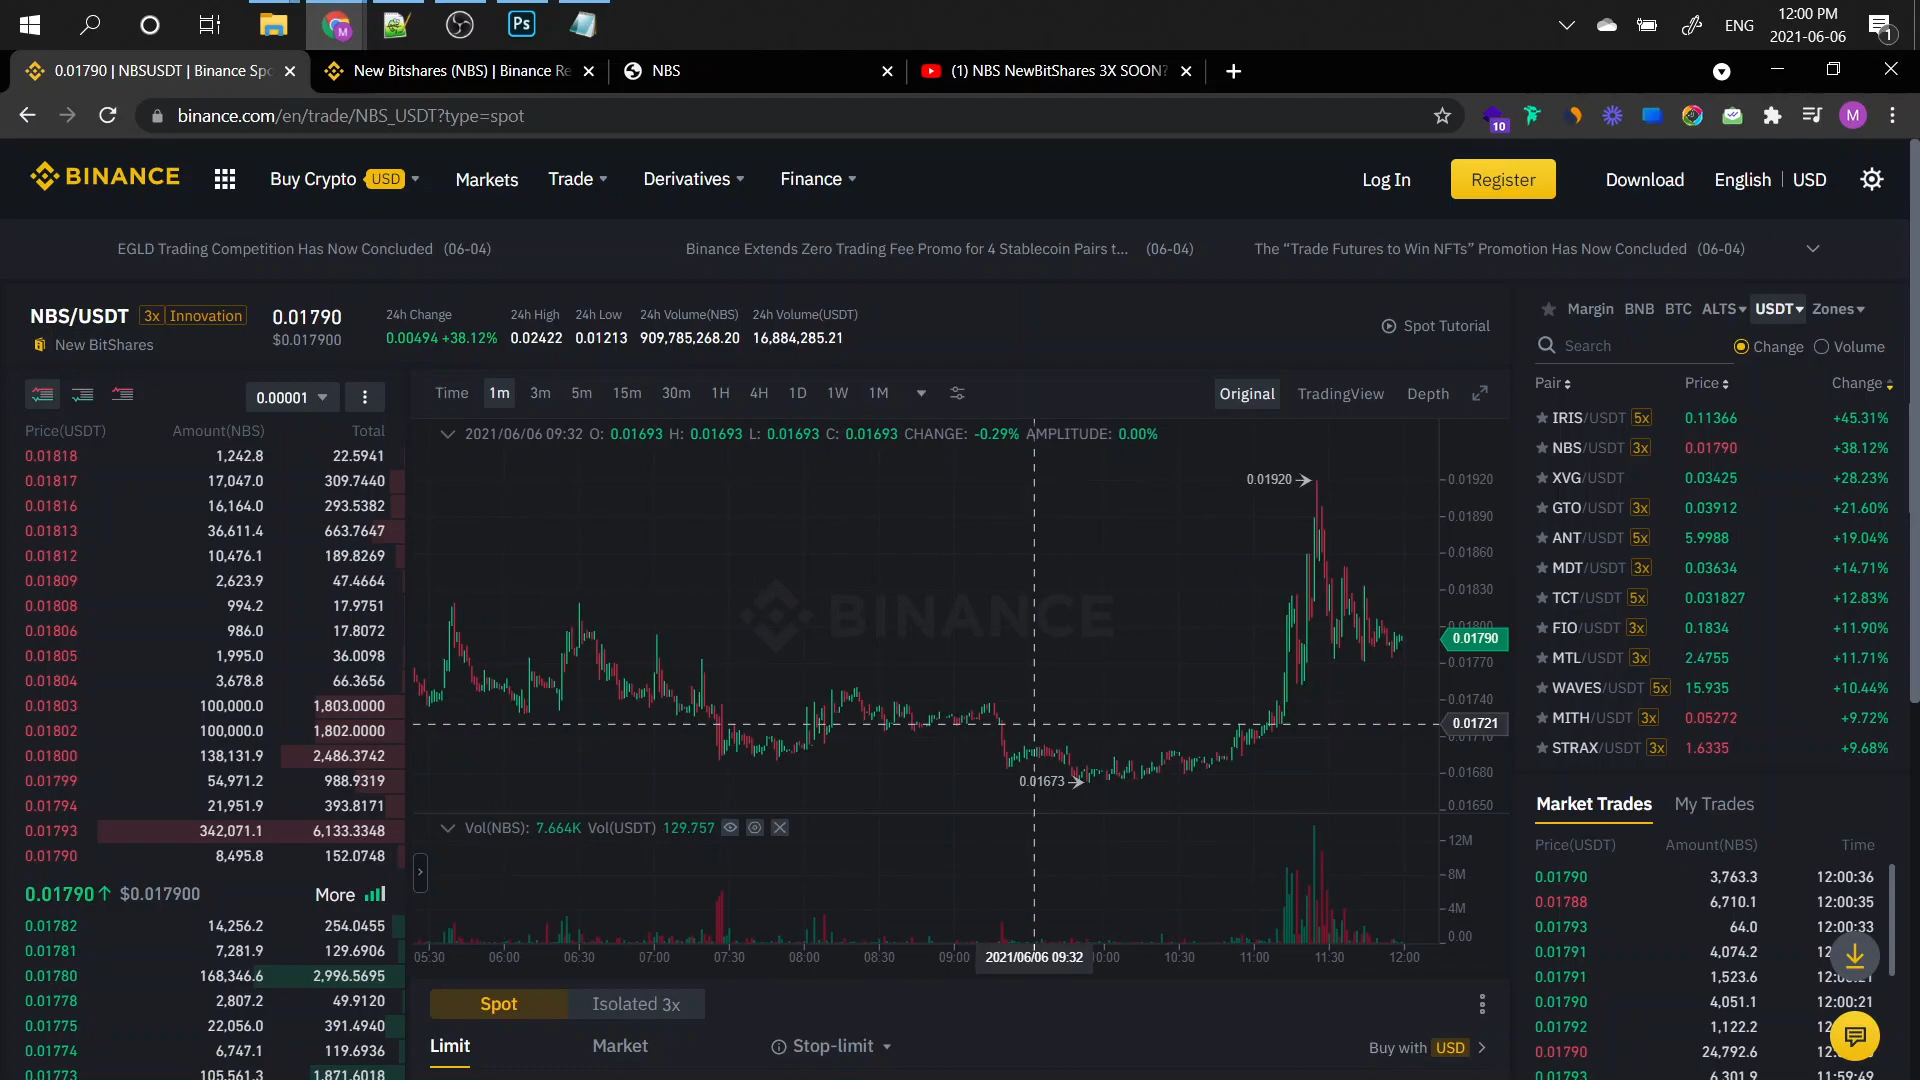 ENG
12:00 PM
2021-06-06
1
0.01790 | NBSUSDT | Binance Spo
New Bitshares (NBS) | Binance Re
NBS
(1) NBS NewBitShares 3X SOON?
binance.com/en/trade/NBS_USDT?type=spot
10
M
BINANCE
Buy Crypto USD
Markets
Trade
Derivatives
Finance
Log In
Register
Download
English
USD
EGLD Trading Competition Has Now Concluded (06-04)
Binance Extends Zero Trading Fee Promo for 4 Stablecoin Pairs t... (06-04)
The “Trade Futures to Win NFTs” Promotion Has Now Concluded (06-04)
NBS/USDT 3x Innovation
New BitShares
0.01790
$0.017900
24h Change
0.00494 +38.12%
24h High
0.02422
24h Low
0.01213
24h Volume(NBS)
909,785,268.20
24h Volume(USDT)
16,884,285.21
Spot Tutorial
0.00001
Price(USDT) Amount(NBS) Total
0.01818 1,242.8 22.5941
0.01817 17,047.0 309.7440
0.01816 16,164.0 293.5382
0.01813 36,611.4 663.7647
0.01812 10,476.1 189.8269
0.01809 2,623.9 47.4664
0.01808 994.2 17.9751
0.01806 986.0 17.8072
0.01805 1,995.0 36.0098
0.01804 3,678.8 66.3656
0.01803 100,000.0 1,803.0000
0.01802 100,000.0 1,802.0000
0.01800 138,131.9 2,486.3742
0.01799 54,971.2 988.9319
0.01794 21,951.9 393.8171
0.01793 342,071.1 6,133.3348
0.01790 8,495.8 152.0748
0.01790 $0.017900 More
0.01782 14,256.2 254.0455
0.01781 7,281.9 129.6906
0.01780 168,346.6 2,996.5695
0.01778 2,807.2 49.9120
0.01775 22,056.0 391.4940
0.01774 6,747.1 119.6936
0.01773 105,561.3 1,871.6018
Time 1m 3m 5m 15m 30m 1H 4H 1D 1W 1M
Original TradingView Depth
2021/06/06 09:32 O: 0.01693 H: 0.01693 L: 0.01693 C: 0.01693 CHANGE: -0.29% AMPLITUDE: 0.00%
0.01920
0.01673
BINANCE
0.01920
0.01890
0.01860
0.01830
0.01790
0.01770
0.01740
0.01721
0.01680
0.01650
Vol(NBS): 7.664K Vol(USDT) 129.757
12M
8M
4M
0.00
05:30 06:00 06:30 07:00 07:30 08:00 08:30 09:00 2021/06/06 09:32 0:00 10:30 11:00 11:30 12:00
Spot Isolated 3x
Limit Market Stop-limit
Buy with USD
Margin BNB BTC ALTS USDT Zones
Search
Change Volume
Pair Price Change
IRIS/USDT 5x 0.11366 +45.31%
NBS/USDT 3x 0.01790 +38.12%
XVG/USDT 0.03425 +28.23%
GTO/USDT 3x 0.03912 +21.60%
ANT/USDT 5x 5.9988 +19.04%
MDT/USDT 3x 0.03634 +14.71%
TCT/USDT 5x 0.031827 +12.83%
FIO/USDT 3x 0.1834 +11.90%
MTL/USDT 3x 2.4755 +11.71%
WAVES/USDT 5x 15.935 +10.44%
MITH/USDT 3x 0.05272 +9.72%
STRAX/USDT 3x 1.6335 +9.68%
Market Trades My Trades
Price(USDT) Amount(NBS) Time
0.01790 3,763.3 12:00:36
0.01788 6,710.1 12:00:35
0.01793 64.0 12:00:33
0.01791 4,074.2
0.01791 1,523.6
0.01790 4,051.1 12:00:21
0.01792 1,122.2
0.01790 24,792.6
0.01793 6,301.9 11:59:49